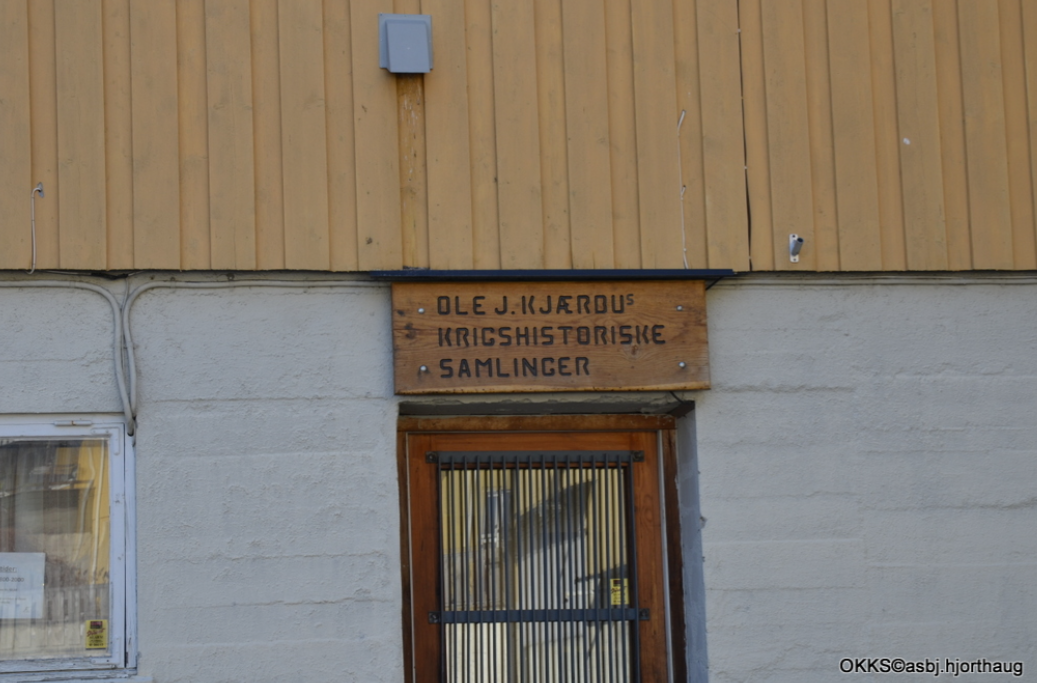 OLE J. KJÆRDUs
KRIGSHISTORISKE
SAMLINGER
OKKS©asbj.hjorthaug